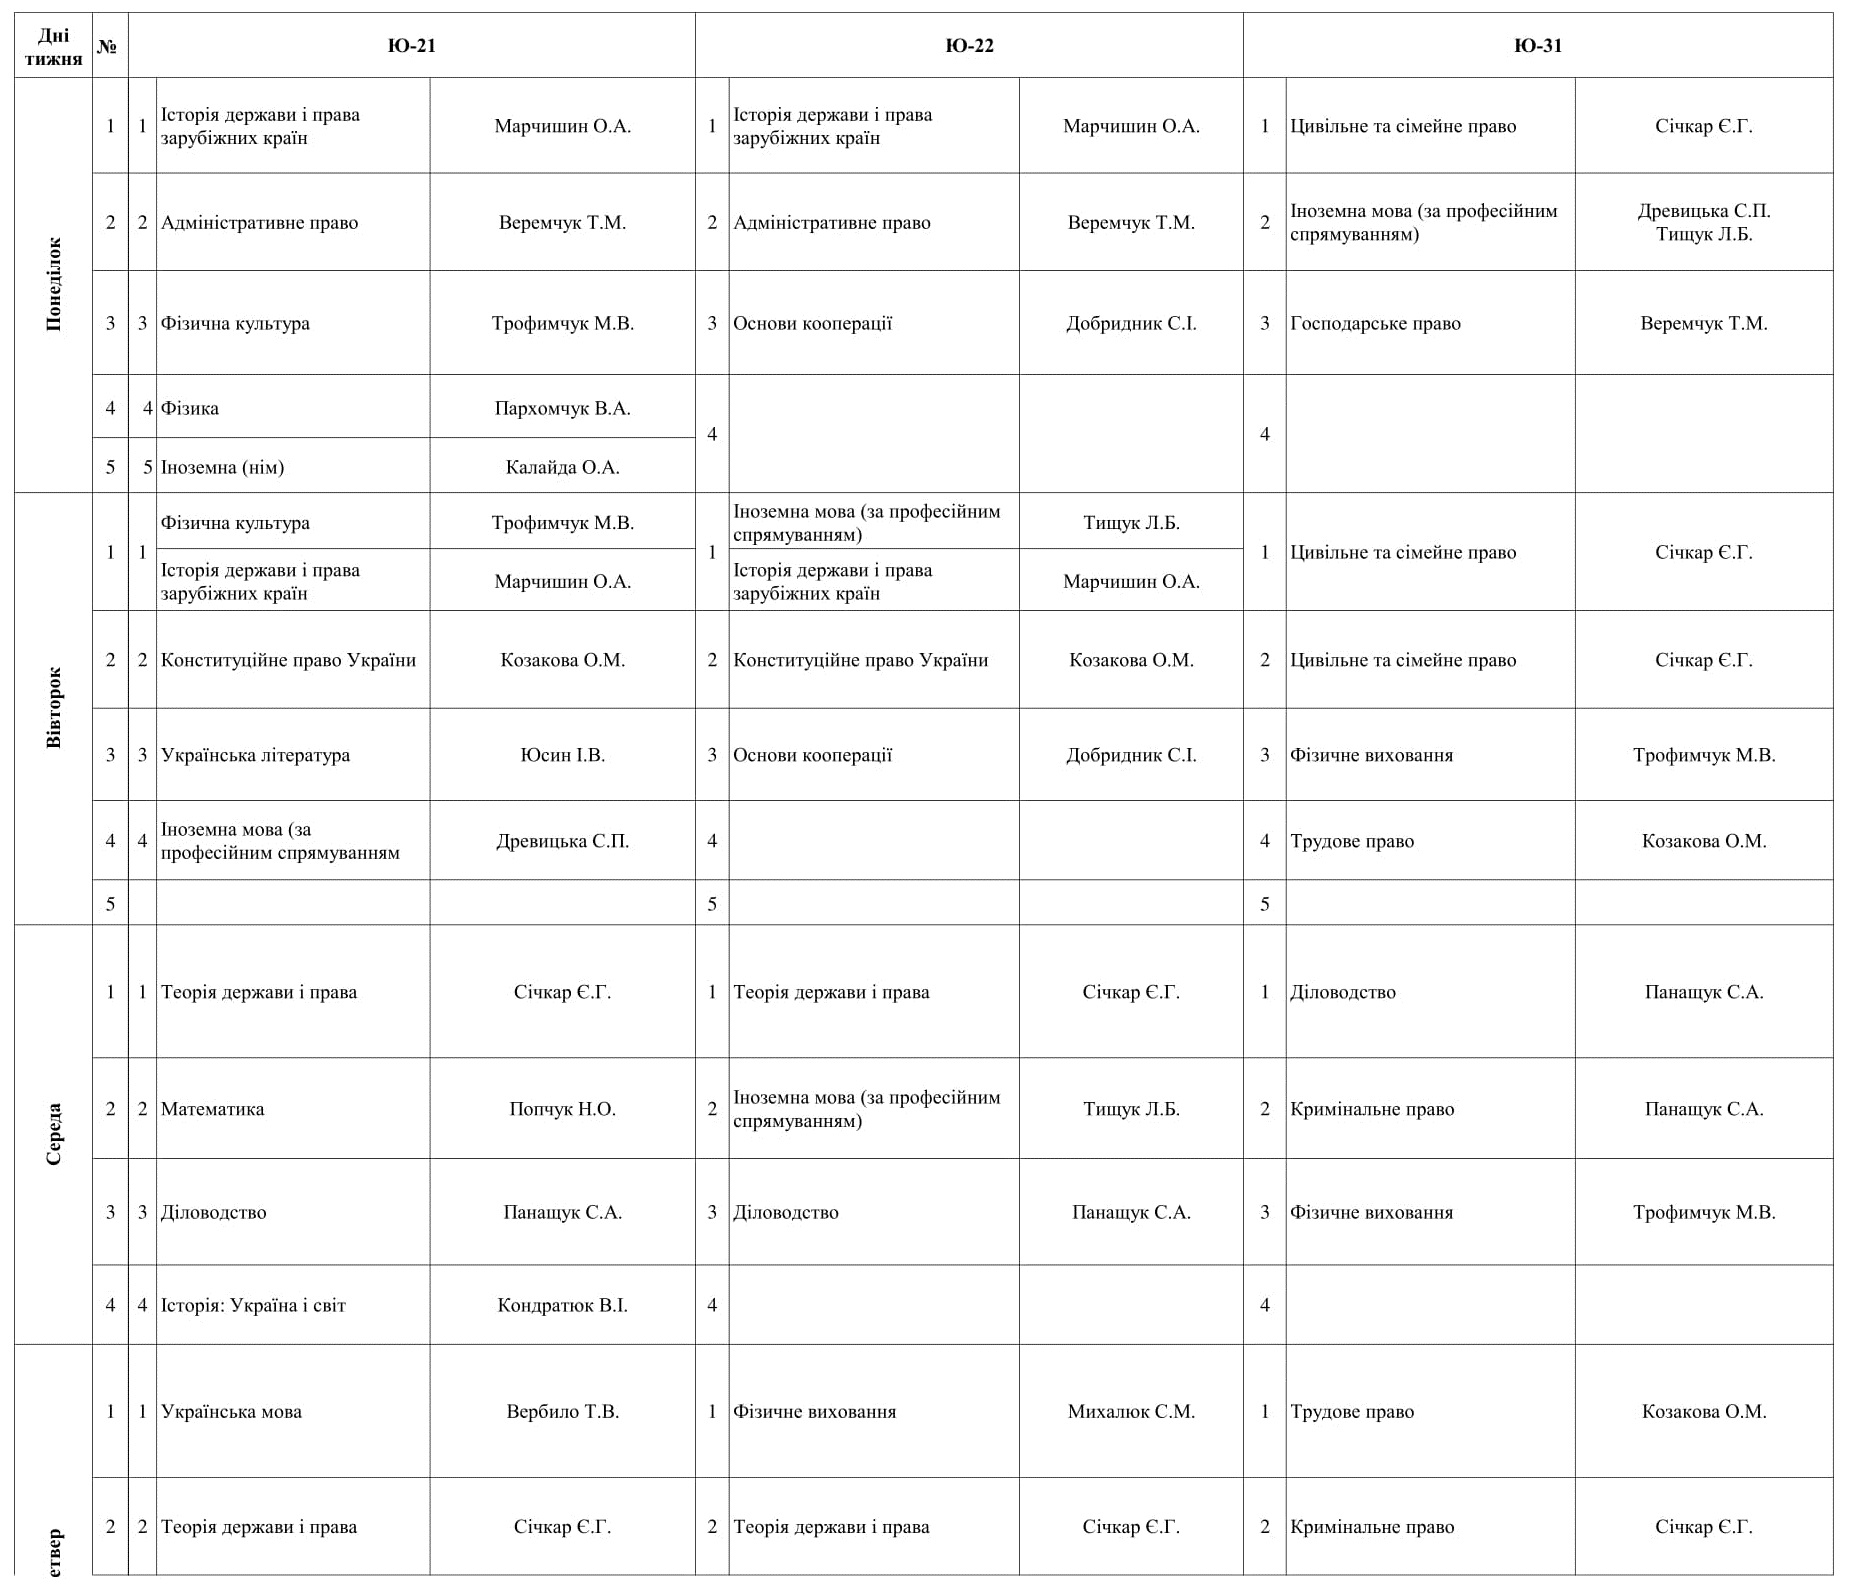 Дні
тижня
№
Ю-21
Ю-22
Ю-31
Понеділок
1
1
Історія держави і права
зарубіжних країн
Марчишин О.А.
1
Історія держави і права
зарубіжних країн
Марчишин О.А.
1
Цивільне та сімейне право
Січкар Є.Г.
2
2
Адміністративне право
Веремчук Т.М.
2
Адміністративне право
Веремчук Т.М.
2
Іноземна мова (за професійним
спрямуванням)
Древицька С.П.
Тищук Л.Б.
3
3
Фізична культура
Трофимчук М.В.
3
Основи кооперації
Добридник С.І.
3
Господарське право
Веремчук Т.М.
4
4
Фізика
Пархомчук В.А.
4
4
5
5
Іноземна (нім)
Калайда О.А.
Вівторок
1
1
Фізична культура
Трофимчук М.В.
Історія держави і права
зарубіжних країн
Марчишин О.А.
1
Іноземна мова (за професійним
спрямуванням)
Тищук Л.Б.
Історія держави і права
зарубіжних країн
Марчишин О.А.
1
Цивільне та сімейне право
Січкар Є.Г.
2
2
Конституційне право України
Козакова О.М.
2
Конституційне право України
Козакова О.М.
2
Цивільне та сімейне право
Січкар Є.Г.
3
3
Українська література
Юсин І.В.
3
Основи кооперації
Добридник С.І.
3
Фізичне виховання
Трофимчук М.В.
4
4
Іноземна мова (за
професійним спрямуванням
Древицька С.П.
4
4
Трудове право
Козакова О.М.
5
5
5
Середа
1
1
Теорія держави і права
Січкар Є.Г.
1
Теорія держави і права
Січкар Є.Г.
1
Діловодство
Панащук С.А.
2
2
Математика
Попчук Н.О.
2
Іноземна мова (за професійним
спрямуванням)
Тищук Л.Б.
2
Кримінальне право
Панащук С.А.
3
3
Діловодство
Панащук С.А.
3
Діловодство
Панащук С.А.
3
Фізичне виховання
Трофимчук М.В.
4
4
Історія: Україна і світ
Кондратюк В.І.
4
4
етвер
1
1
Українська мова
Вербило Т.В.
1
Фізичне виховання
Михалюк С.М.
1
Трудове право
Козакова О.М.
2
2
Теорія держави і права
Січкар Є.Г.
2
Теорія держави і права
Січкар Є.Г.
2
Кримінальне право
Січкар Є.Г.